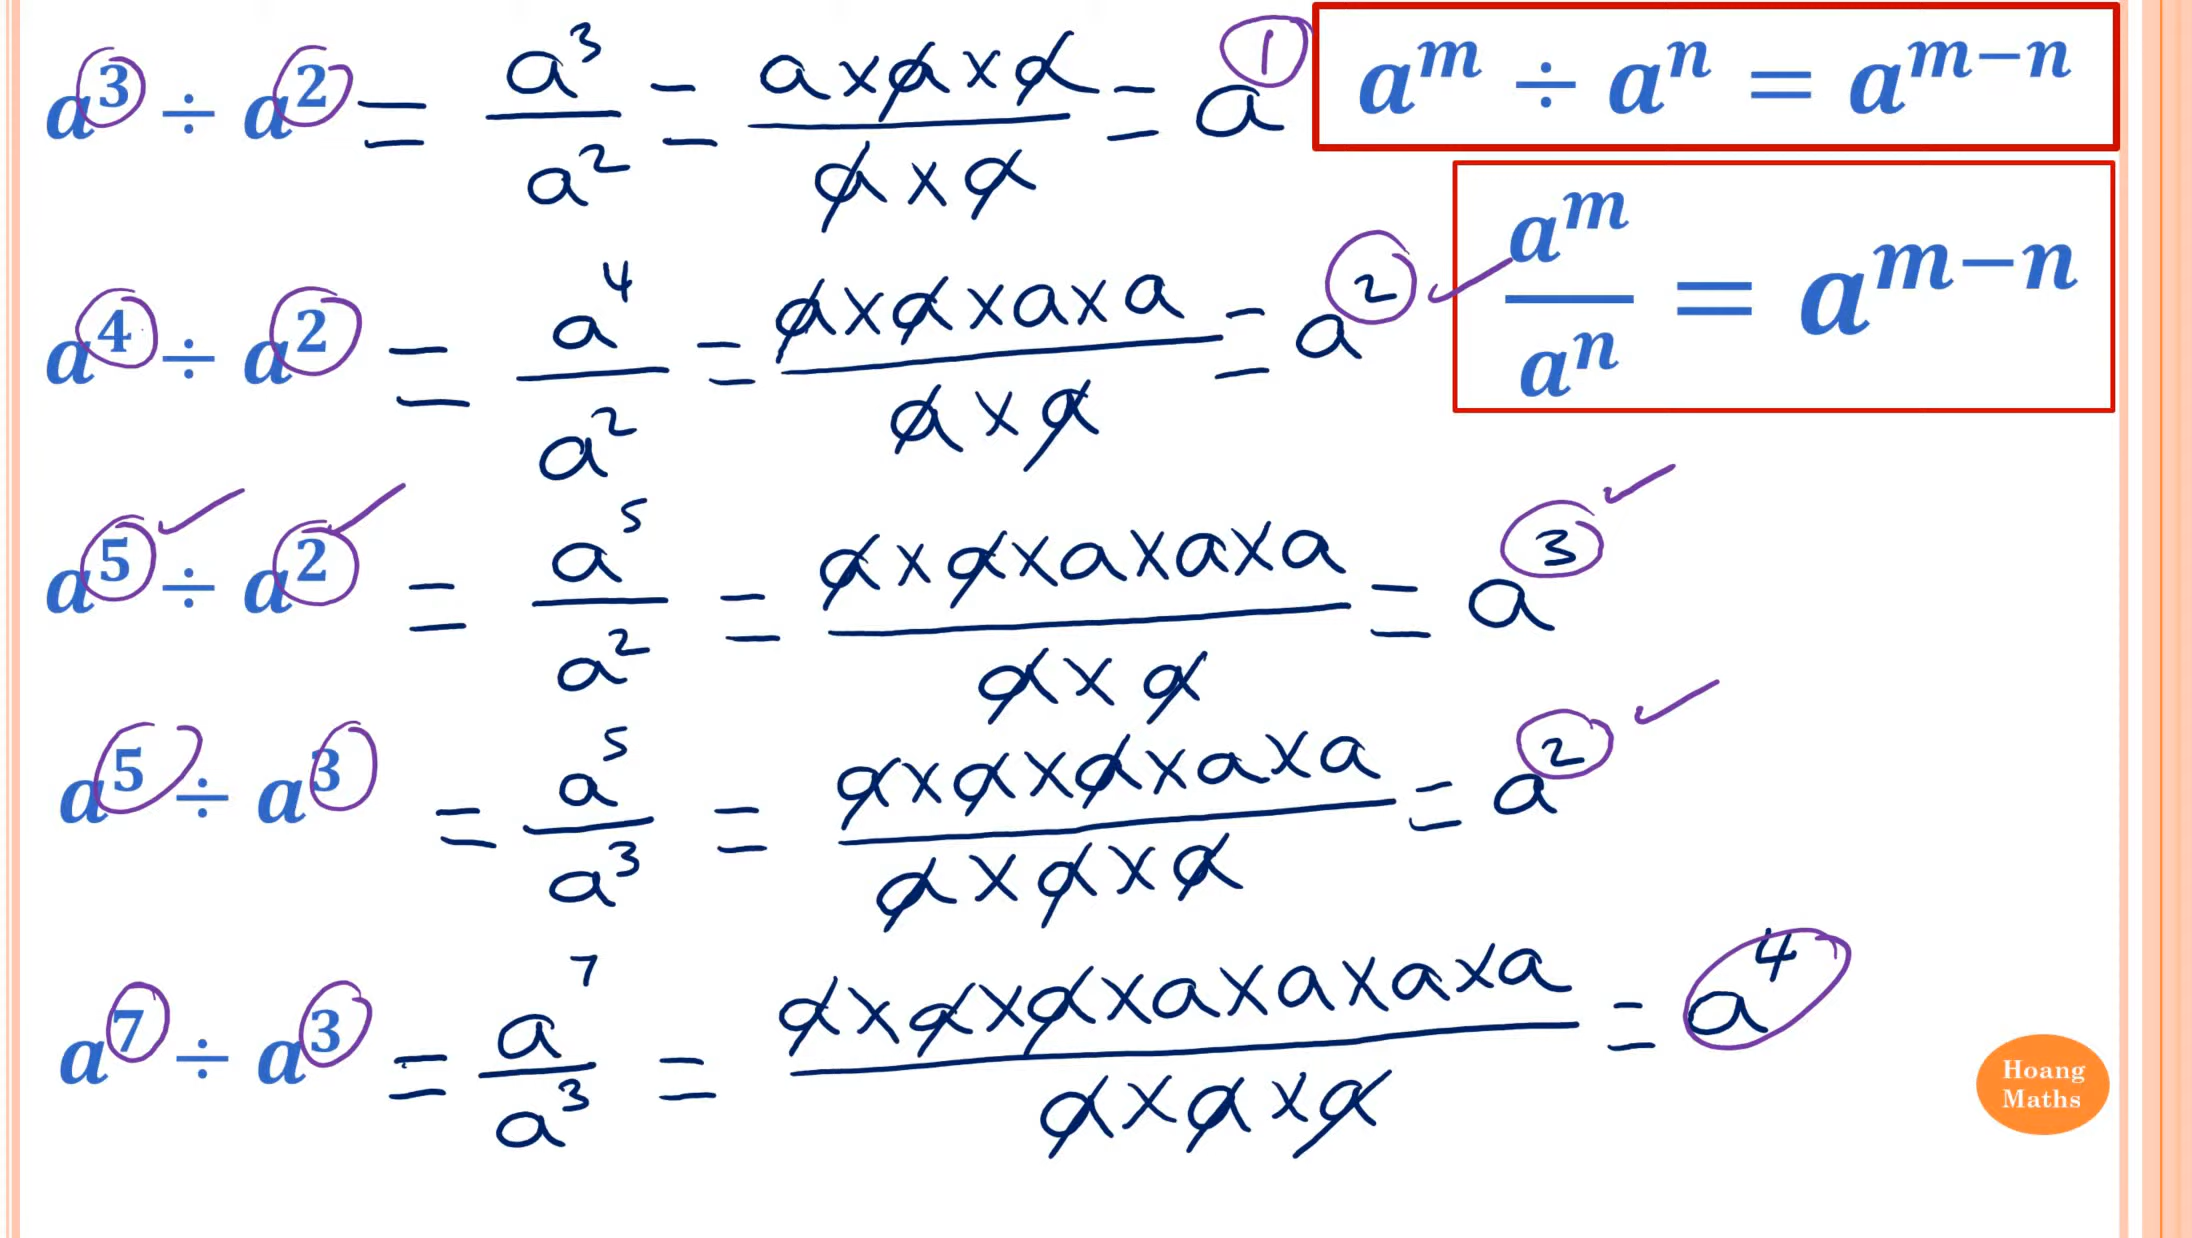 a³ ÷ a² = a³/a² = (a × a × a)/(a × a) = a¹
aᵐ ÷ aⁿ = aᵐ⁻ⁿ
a⁴ ÷ a² = a⁴/a² = (a × a × a × a)/(a × a) = a²
aᵐ/aⁿ = aᵐ⁻ⁿ
a⁵ ÷ a² = a⁵/a² = (a × a × a × a × a)/(a × a) = a³
a⁵ ÷ a³ = a⁵/a³ = (a × a × a × a × a)/(a × a × a) = a²
a⁷ ÷ a³ = a⁷/a³ = (a × a × a × a × a × a × a)/(a × a × a) = a⁴
Hoang
Maths